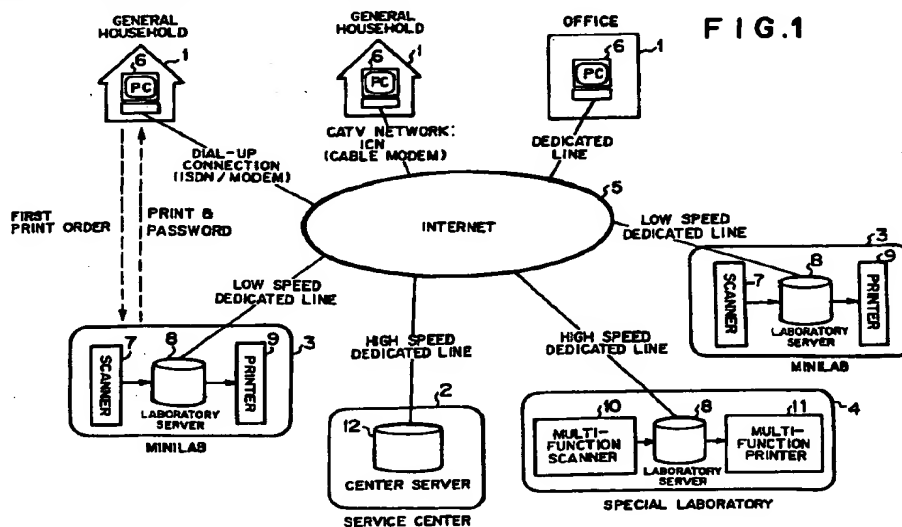 FIG.1
GENERAL
HOUSEHOLD
1
6
PC
GENERAL
HOUSEHOLD
1
6
PC
OFFICE
6
1
PC
DIAL-UP
CONNECTION
(ISDN/MODEM)
CATV NETWORK:
ICN
(CABLE MODEM)
DEDICATED
LINE
FIRST
PRINT ORDER
PRINT &
PASSWORD
INTERNET
5
LOW SPEED
DEDICATED LINE
LOW SPEED
DEDICATED LINE
3
7
SCANNER
8
LABORATORY
SERVER
9
PRINTER
MINILAB
7
SCANNER
8
LABORATORY SERVER
9
PRINTER
3
MINILAB
HIGH SPEED
DEDICATED LINE
HIGH SPEED
DEDICATED LINE
2
12
CENTER SERVER
SERVICE CENTER
10
MULTI-
FUNCTION
SCANNER
8
LABORATORY
SERVER
11
MULTI-
FUNCTION
PRINTER
4
SPECIAL LABORATORY